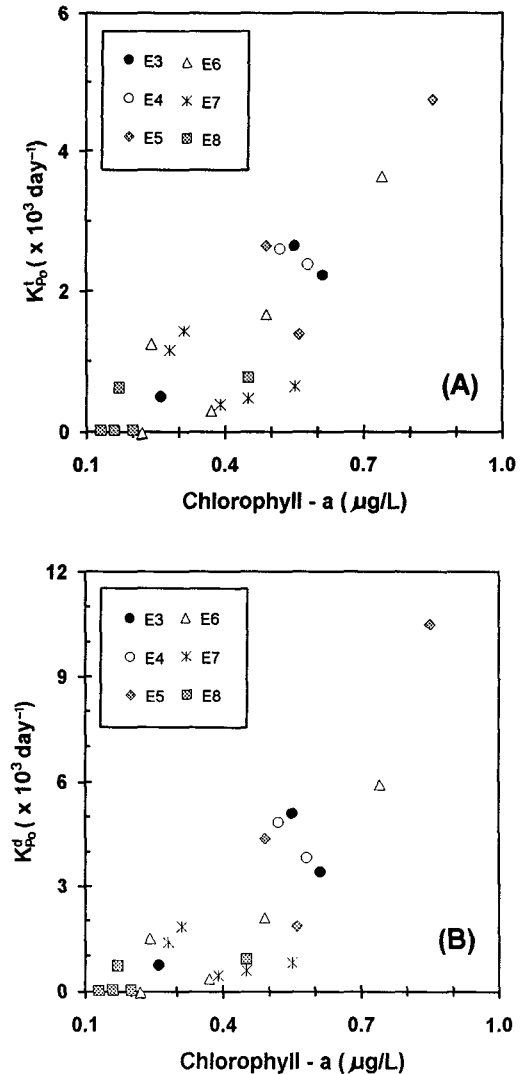 6
4
2
0
K^t_Po ( x 10^3 day^-1)
E3 E6
E4 E7
E5 E8
(A)
0.1 0.4 0.7 1.0
Chlorophyll - a ( µg/L)
12
9
6
3
0
K^d_Po ( x 10^3 day^-1)
E3 E6
E4 E7
E5 E8
(B)
0.1 0.4 0.7 1.0
Chlorophyll - a ( µg/L)